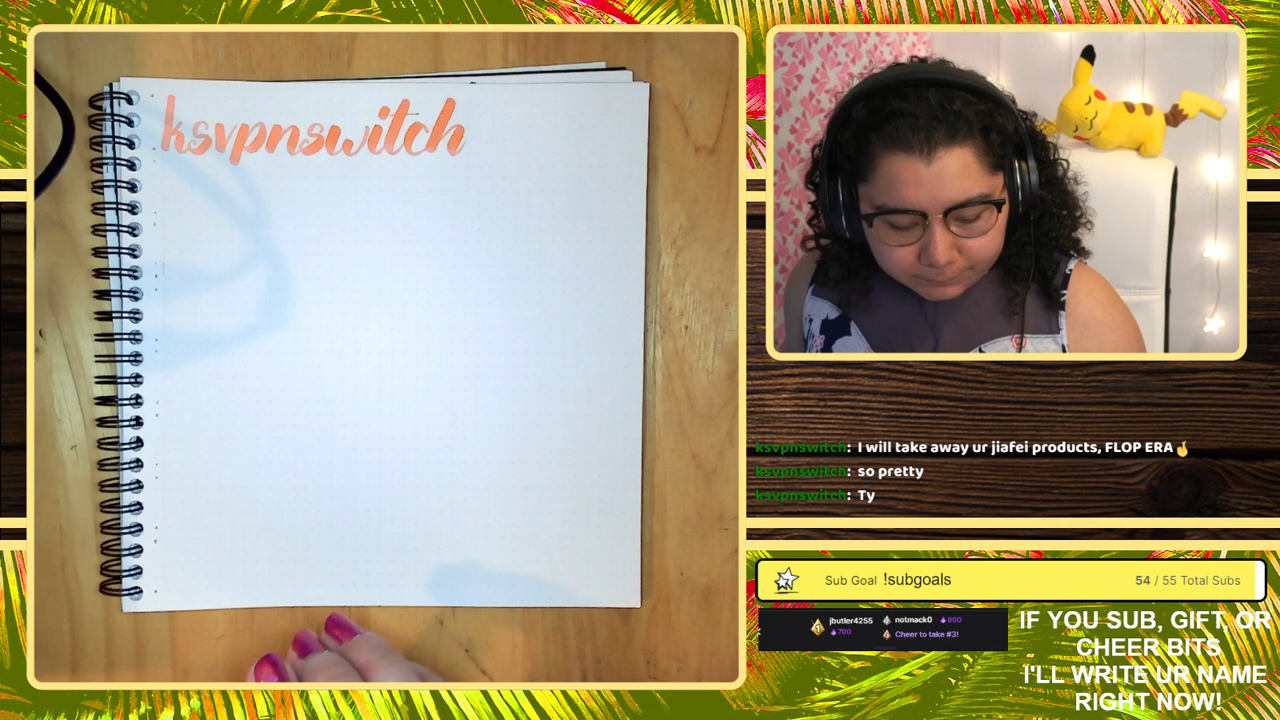 ksvpnswitch
ksvpnswitch: I will take away ur jiafei products, FLOP ERA🤞
ksvpnswitch: so pretty
ksvpnswitch: Ty
Sub Goal !subgoals 54 / 55 Total Subs
1 jbutler4255 700
notmack0 600
Cheer to take #3!
IF YOU SUB, GIFT, OR
CHEER BITS
I'LL WRITE UR NAME
RIGHT NOW!